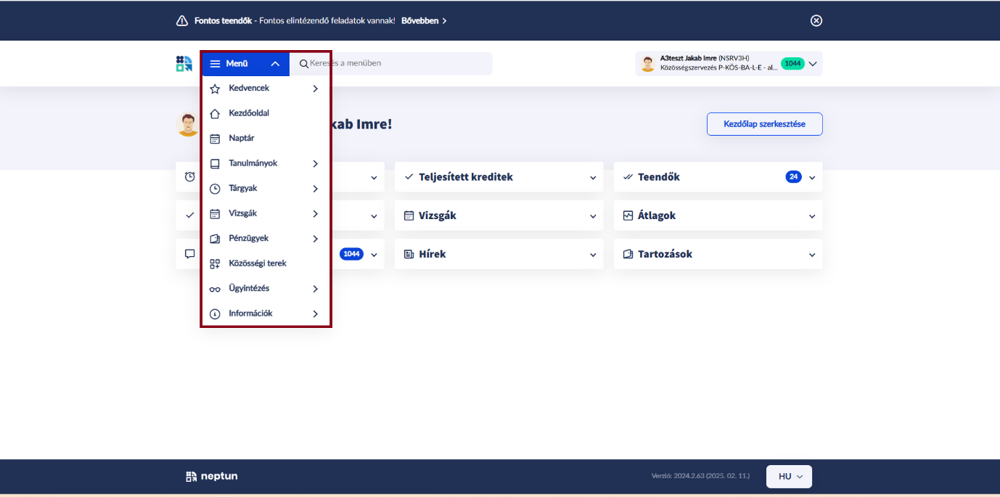 Fontos teendők - Fontos elintézendő feladatok vannak! Bővebben
Menü
Keresés a menüben
A3teszt Jakab Imre (NSRV3H)
Közösségszervezés P-KÖS-BA-L-E - al...
1044
Kedvencek
Kezdőoldal
Naptár
Tanulmányok
Tárgyak
Vizsgák
Pénzügyek
Közösségi terek
Ügyintézés
Információk
kab Imre!
Kezdőlap szerkesztése
Teljesített kreditek
Teendők 24
Vizsgák
Átlagok
1044
Hírek
Tartozások
neptun
Verzió: 2024.2.63 (2025. 02. 11.)
HU